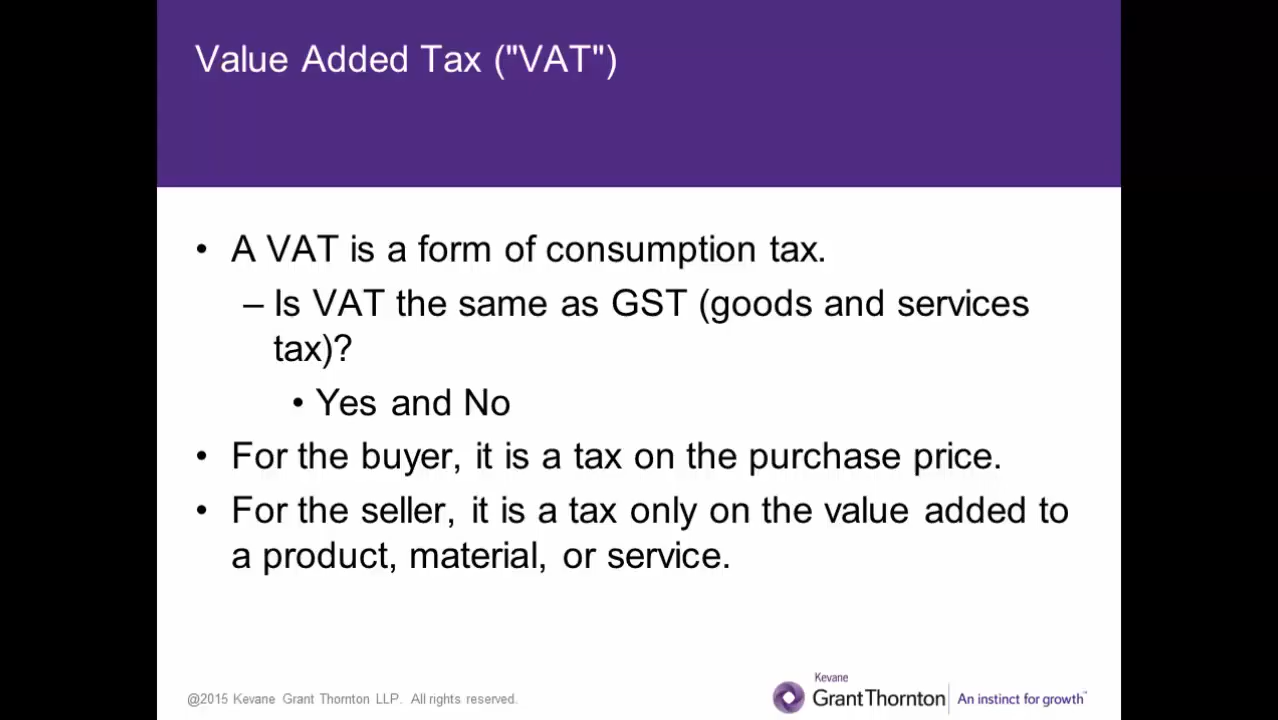 Value Added Tax ("VAT")
• A VAT is a form of consumption tax.
– Is VAT the same as GST (goods and services
tax)?
• Yes and No
• For the buyer, it is a tax on the purchase price.
• For the seller, it is a tax only on the value added to
a product, material, or service.
@2015 Kevane Grant Thornton LLP. All rights reserved.
Kevane
GrantThornton
An instinct for growth™